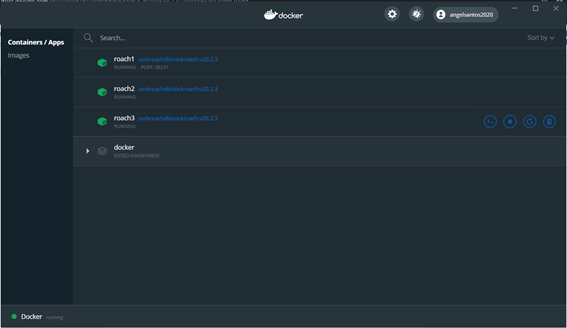 docker
angelsantos2020
Containers / Apps
Images
Search...
Sort by
roach1 cockroachdb/cockroach:v20.2.3
RUNNING PORT: 26257
roach2 cockroachdb/cockroach:v20.2.3
RUNNING
roach3 cockroachdb/cockroach:v20.2.3
RUNNING
docker
EXITED (UNDEFINED)
Docker running